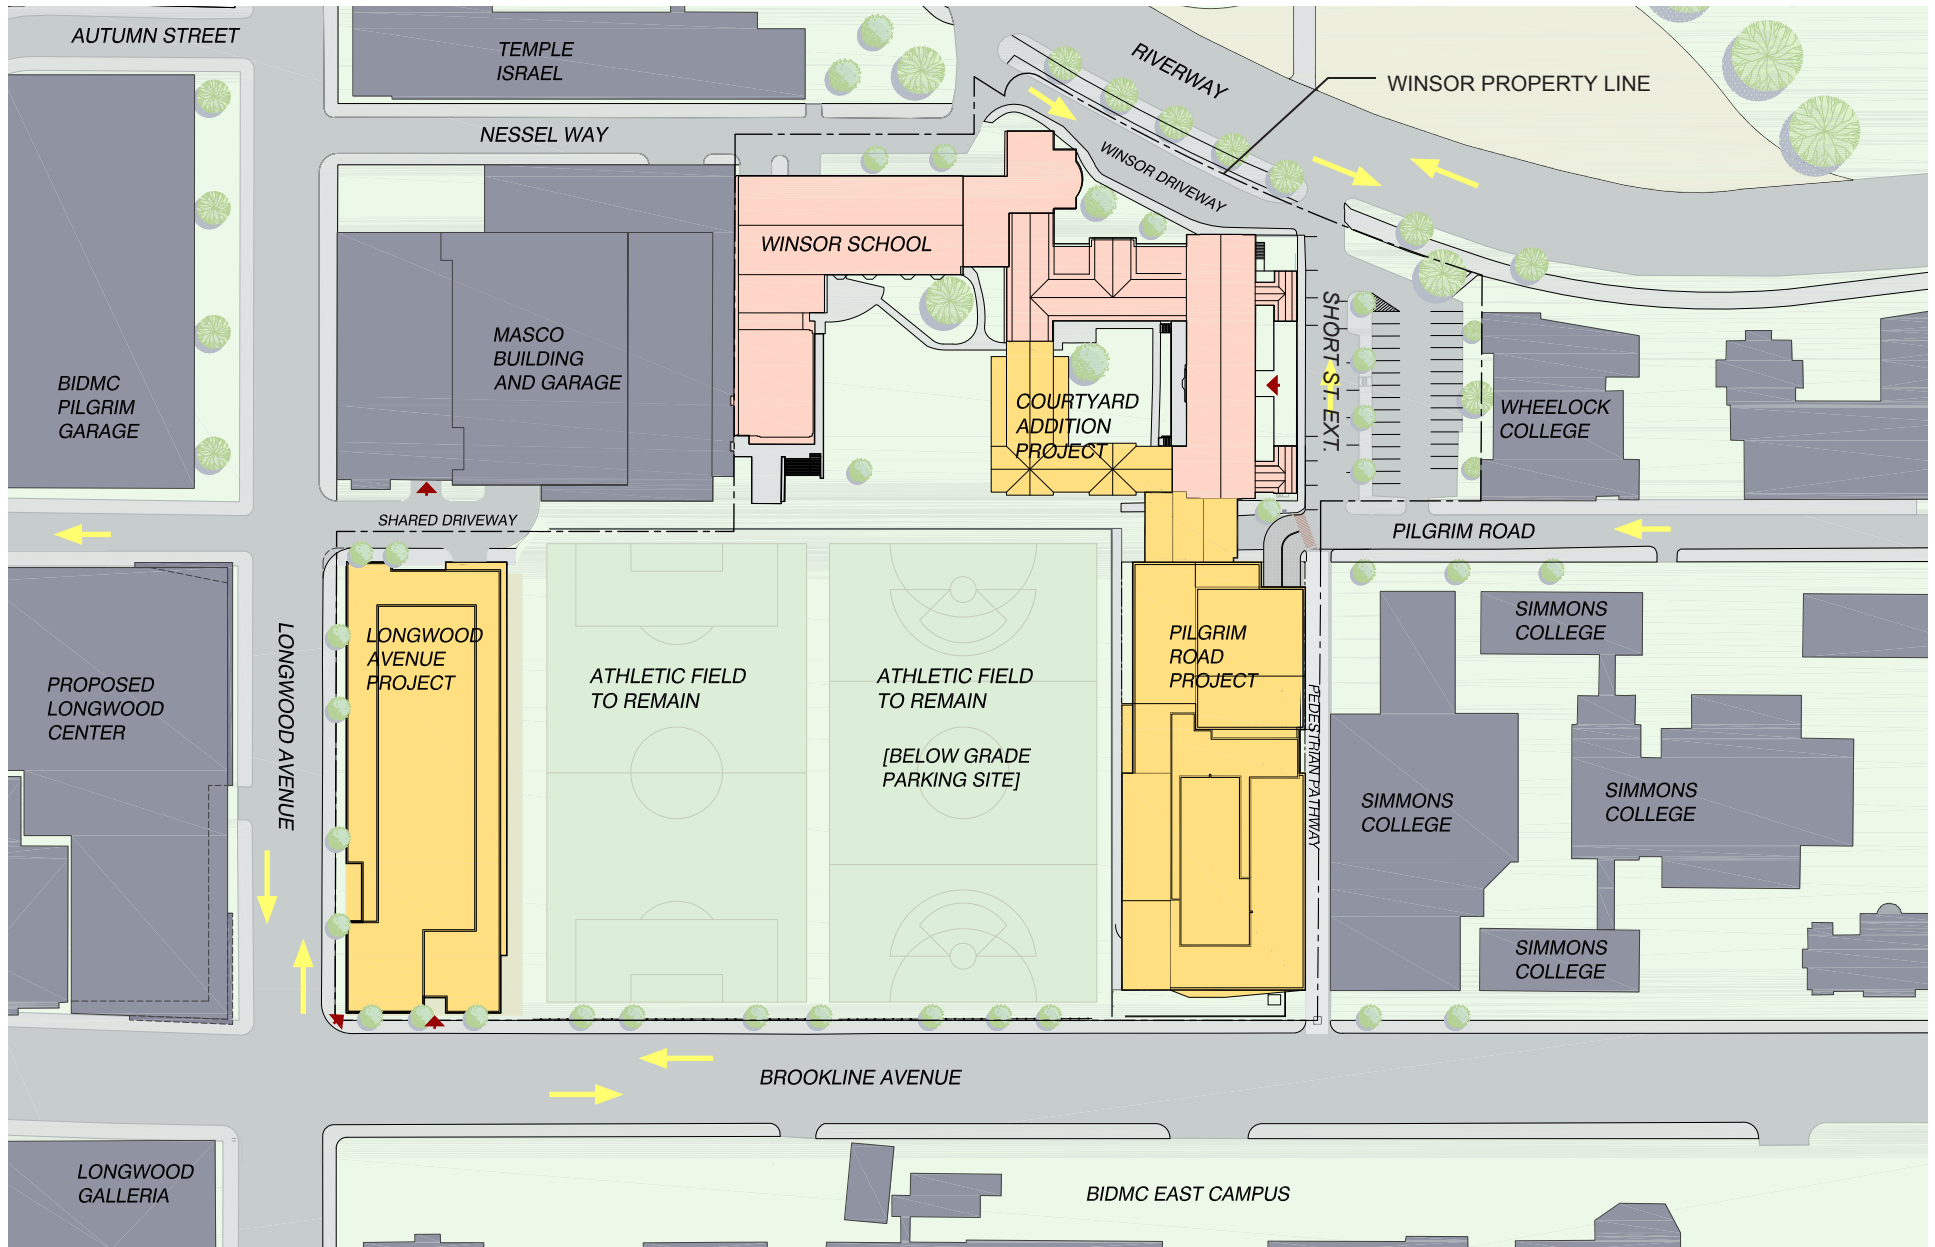 AUTUMN STREET
TEMPLE
ISRAEL
RIVERWAY
WINSOR PROPERTY LINE
NESSEL WAY
WINSOR DRIVEWAY
WINSOR SCHOOL
MASCO
BUILDING
AND GARAGE
BIDMC
PILGRIM
GARAGE
COURTYARD
ADDITION
PROJECT
SHORT ST. EXT.
WHEELOCK
COLLEGE
SHARED DRIVEWAY
PILGRIM ROAD
LONGWOOD
AVENUE
PROJECT
PILGRIM
ROAD
PROJECT
SIMMONS
COLLEGE
PROPOSED
LONGWOOD
CENTER
LONGWOOD AVENUE
ATHLETIC FIELD
TO REMAIN
ATHLETIC FIELD
TO REMAIN
[BELOW GRADE
PARKING SITE]
PEDESTRIAN PATHWAY
SIMMONS
COLLEGE
SIMMONS
COLLEGE
SIMMONS
COLLEGE
BROOKLINE AVENUE
LONGWOOD
GALLERIA
BIDMC EAST CAMPUS